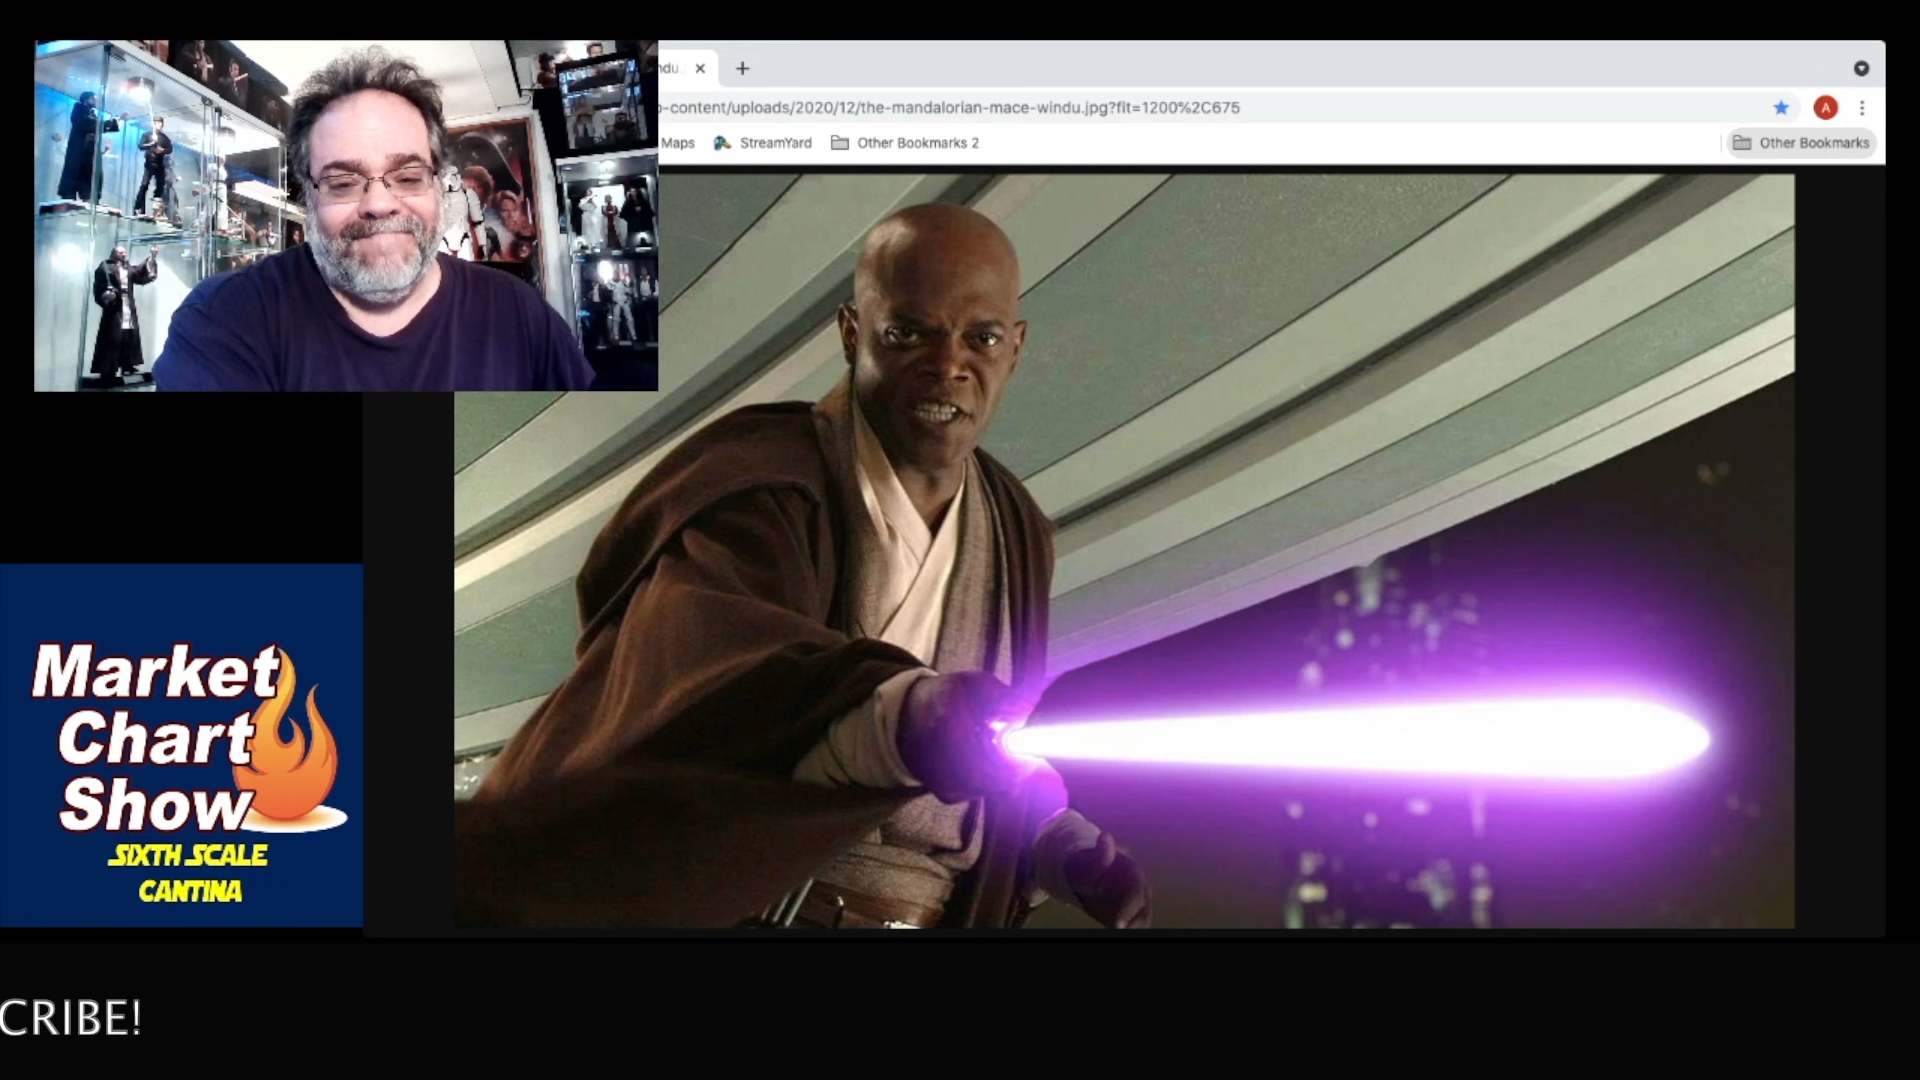 ndu
o-content/uploads/2020/12/the-mandalorian-mace-windu.jpg?fit=1200%2C675
A
Maps
StreamYard
Other Bookmarks 2
Other Bookmarks
Market
Chart
Show
SIXTH SCALE
CANTINA
CRIBE!